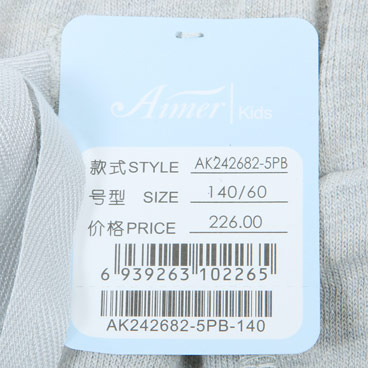 Aimer Kids
款式STYLE AK242682-5PB
号型 SIZE 140/60
价格PRICE 226.00
6 939263 102265
AK242682-5PB-140